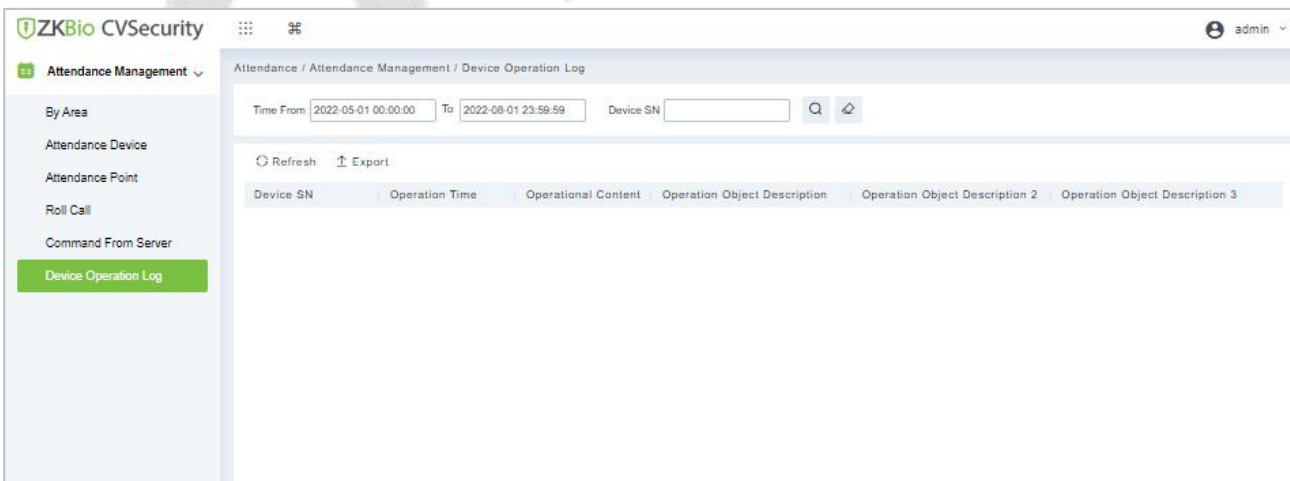 ZKBio CVSecurity
admin
Attendance Management
Attendance / Attendance Management / Device Operation Log
By Area
Attendance Device
Attendance Point
Roll Call
Command From Server
Device Operation Log
Time From 2022-05-01 00:00:00 To 2022-08-01 23:59:59 Device SN
Refresh Export
Device SN Operation Time Operational Content Operation Object Description Operation Object Description 2 Operation Object Description 3